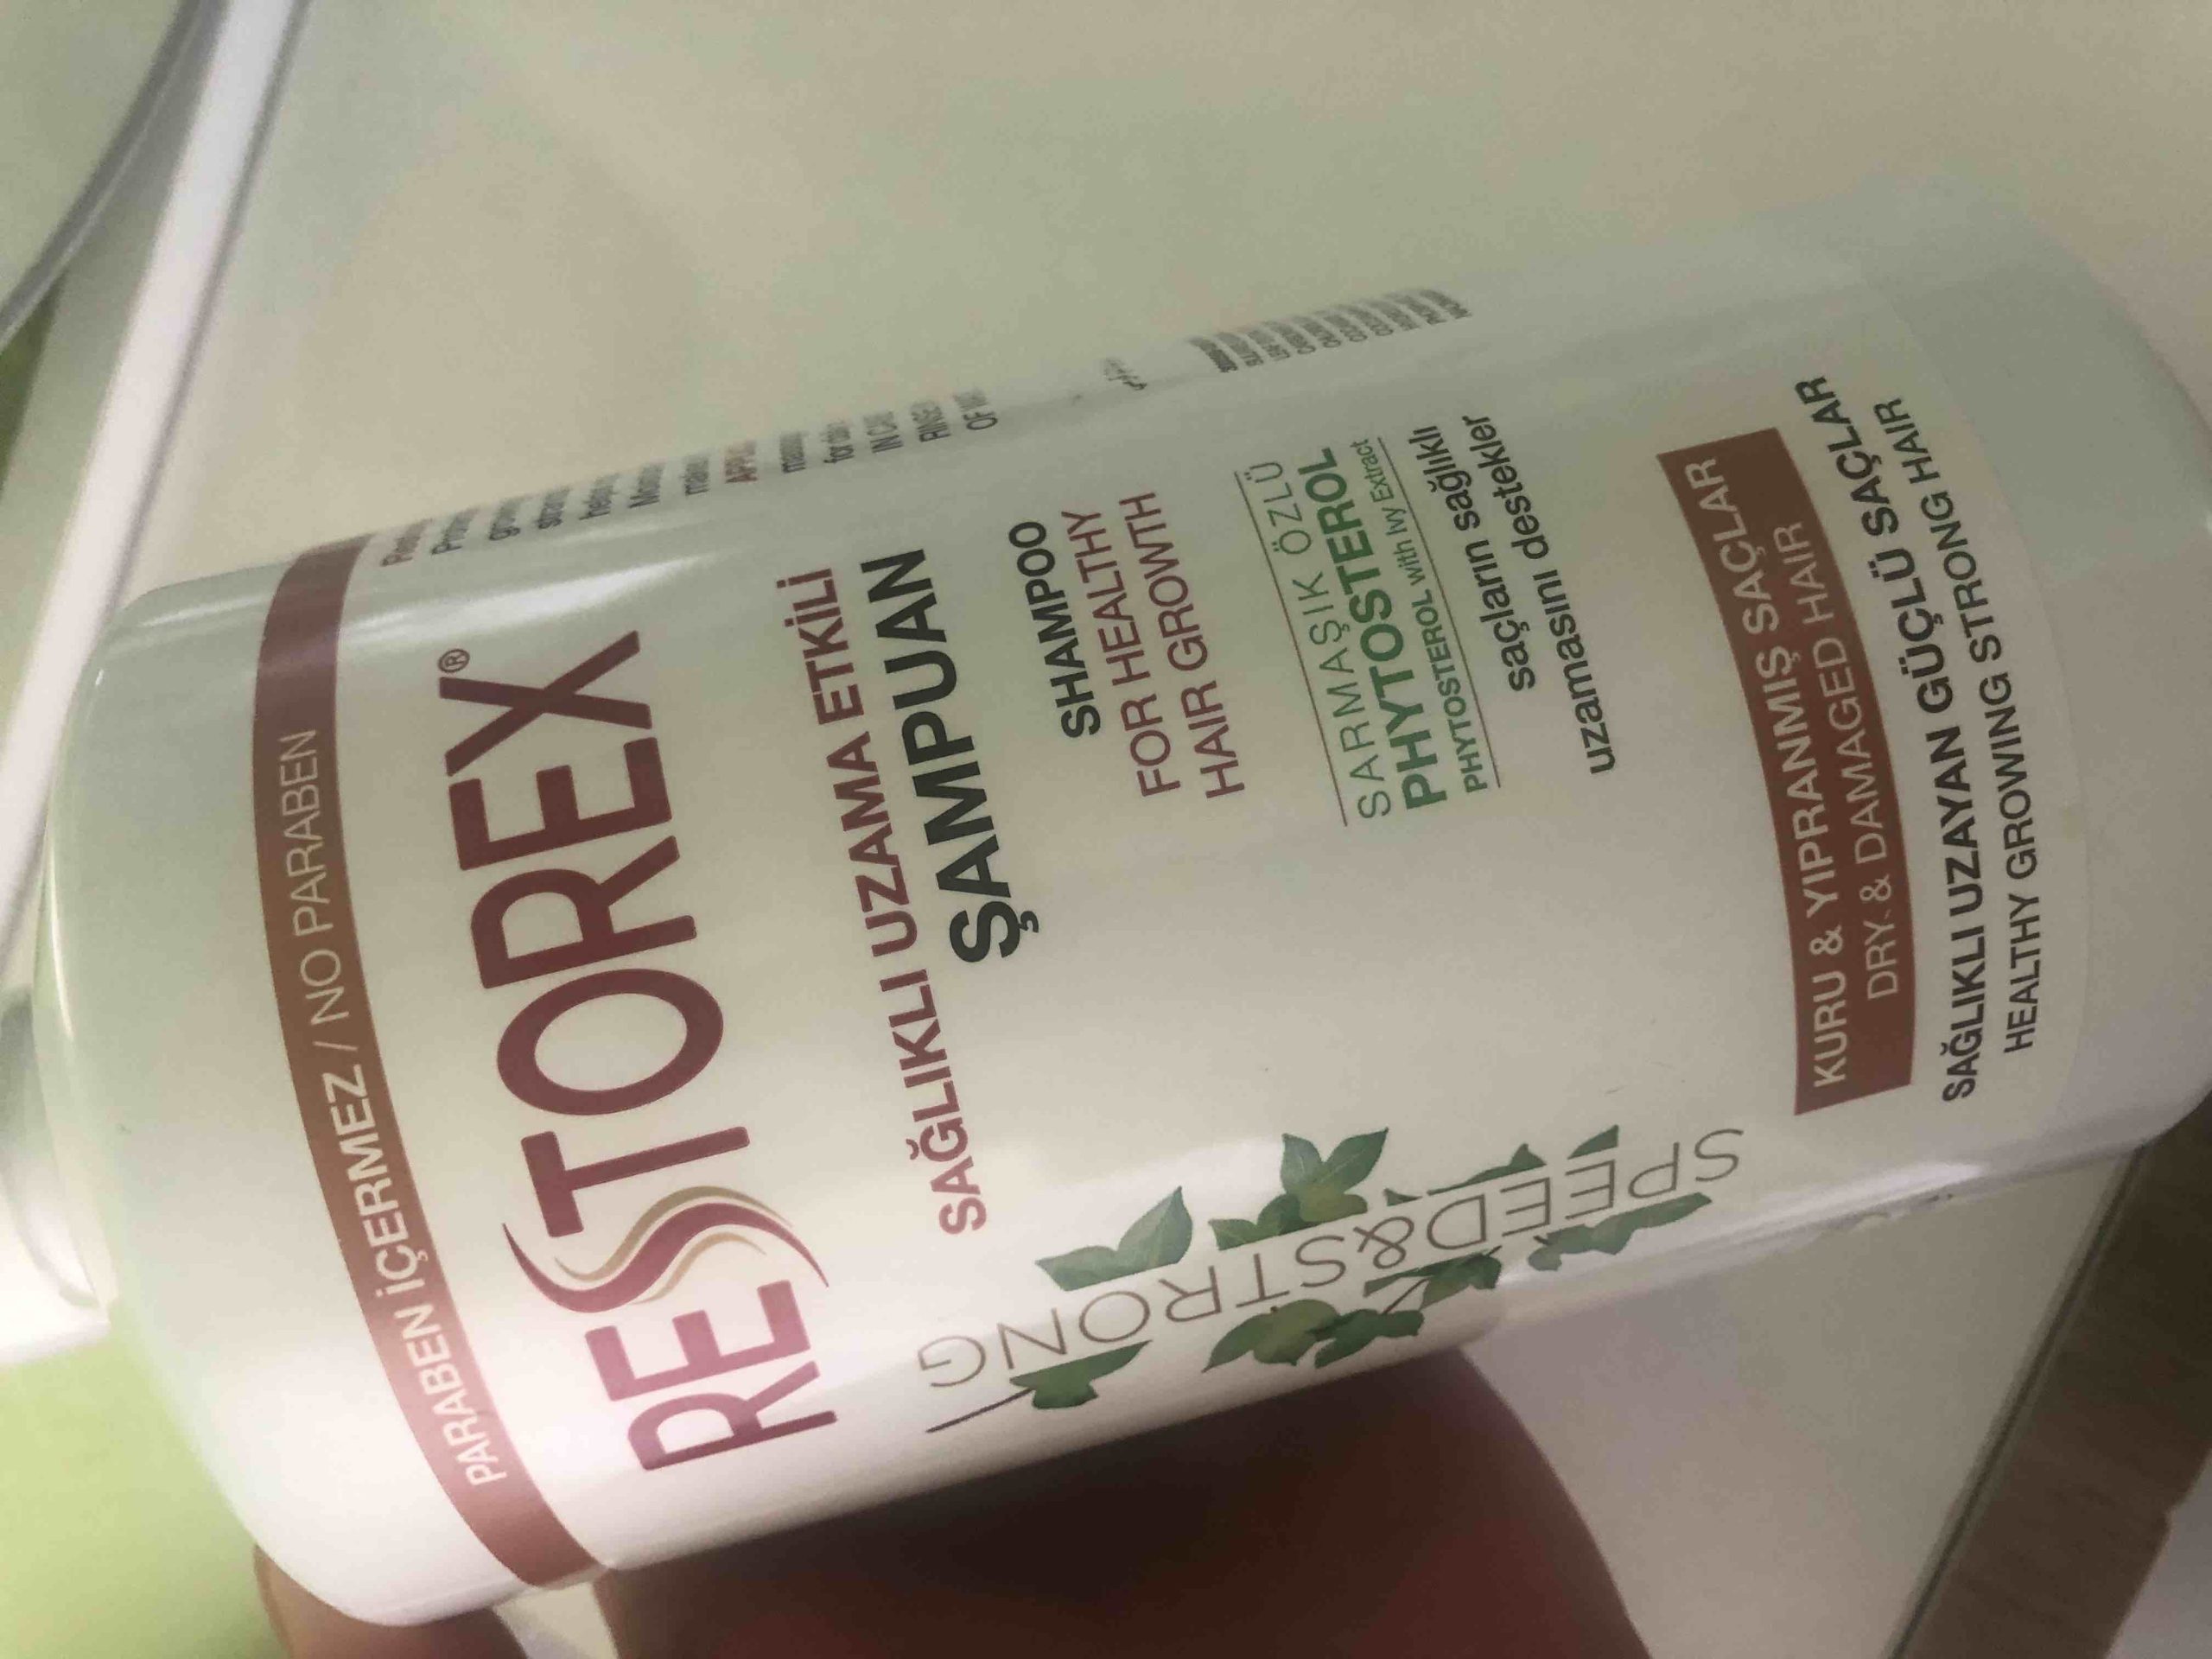 PARABEN İÇERMEZ / NO PARABEN
RESTOREX®
SAĞLIKLI UZAMA ETKİLİ
ŞAMPUAN
SHAMPOO
FOR HEALTHY
HAIR GROWTH
SARMAŞIK ÖZLÜ
PHYTOSTEROL
PHYTOSTEROL with Ivy Extract
saçların sağlıklı
uzamasını destekler
SPEED&STRONG
KURU & YIPRANMIŞ SAÇLAR
DRY & DAMAGED HAIR
SAĞLIKLI UZAYAN GÜÇLÜ SAÇLAR
HEALTHY GROWING STRONG HAIR